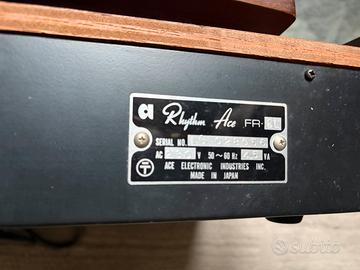 a Rhythm Ace FR-
SERIAL NO.
AC V 50~60 Hz VA
T
ACE ELECTRONIC INDUSTRIES INC.
MADE IN JAPAN
subito